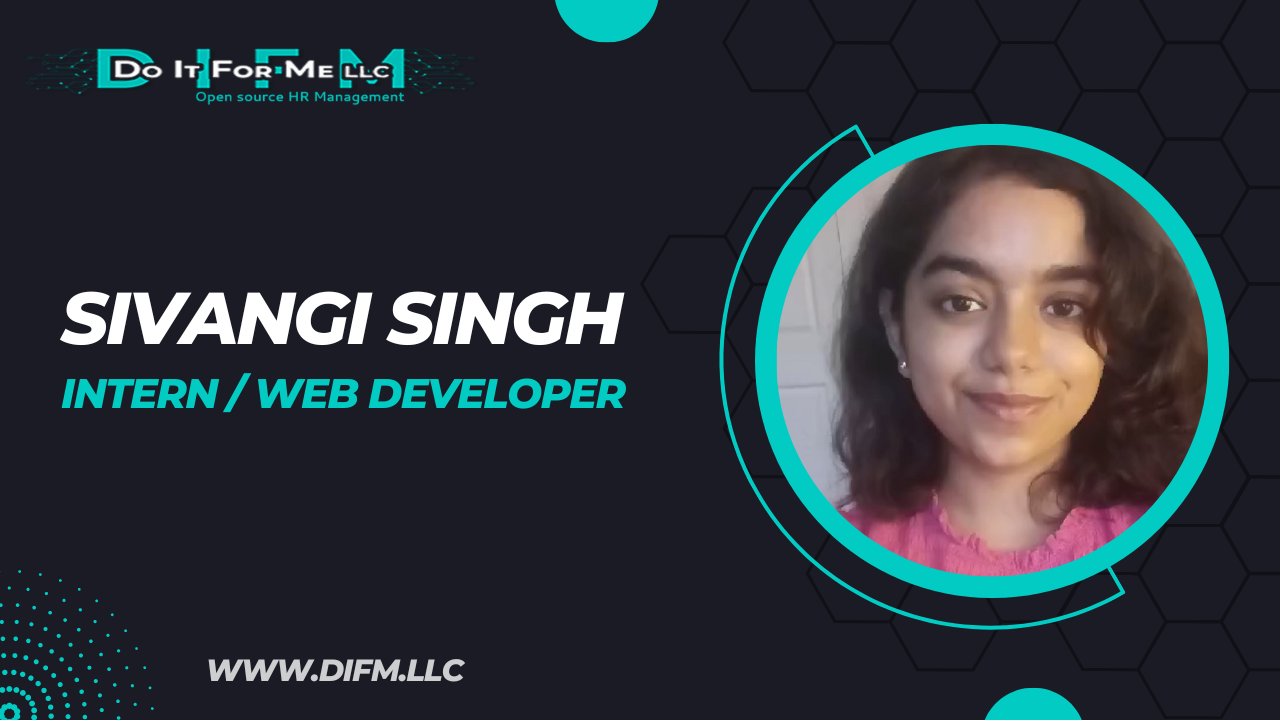 Do It For Me LLC
Open source HR Management
SIVANGI SINGH
INTERN / WEB DEVELOPER
WWW.DIFM.LLC